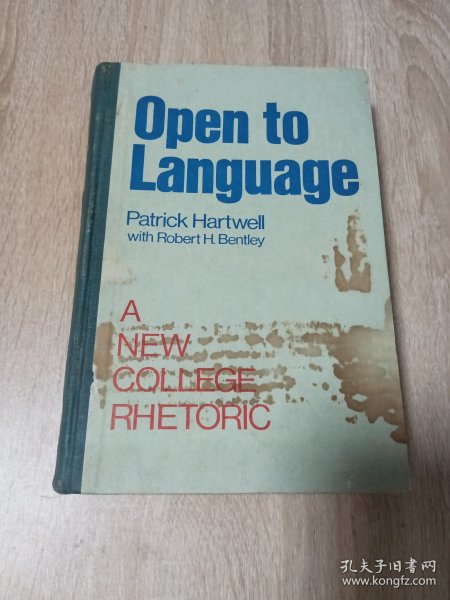 Open to
Language
Patrick Hartwell
with Robert H. Bentley
A
NEW
COLLEGE
RHETORIC
孔夫子旧书网
www.kongfz.com